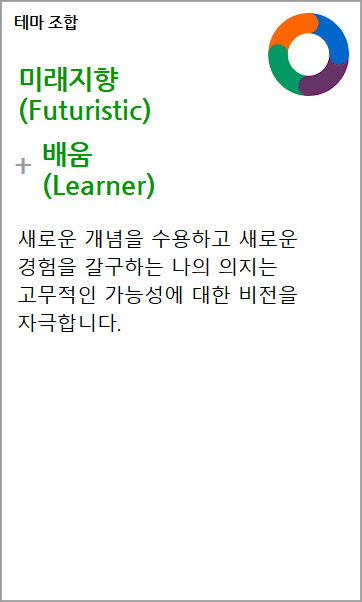 테마 조합
미래지향
(Futuristic)
+ 배움
(Learner)
새로운 개념을 수용하고 새로운
경험을 갈구하는 나의 의지는
고무적인 가능성에 대한 비전을
자극합니다.